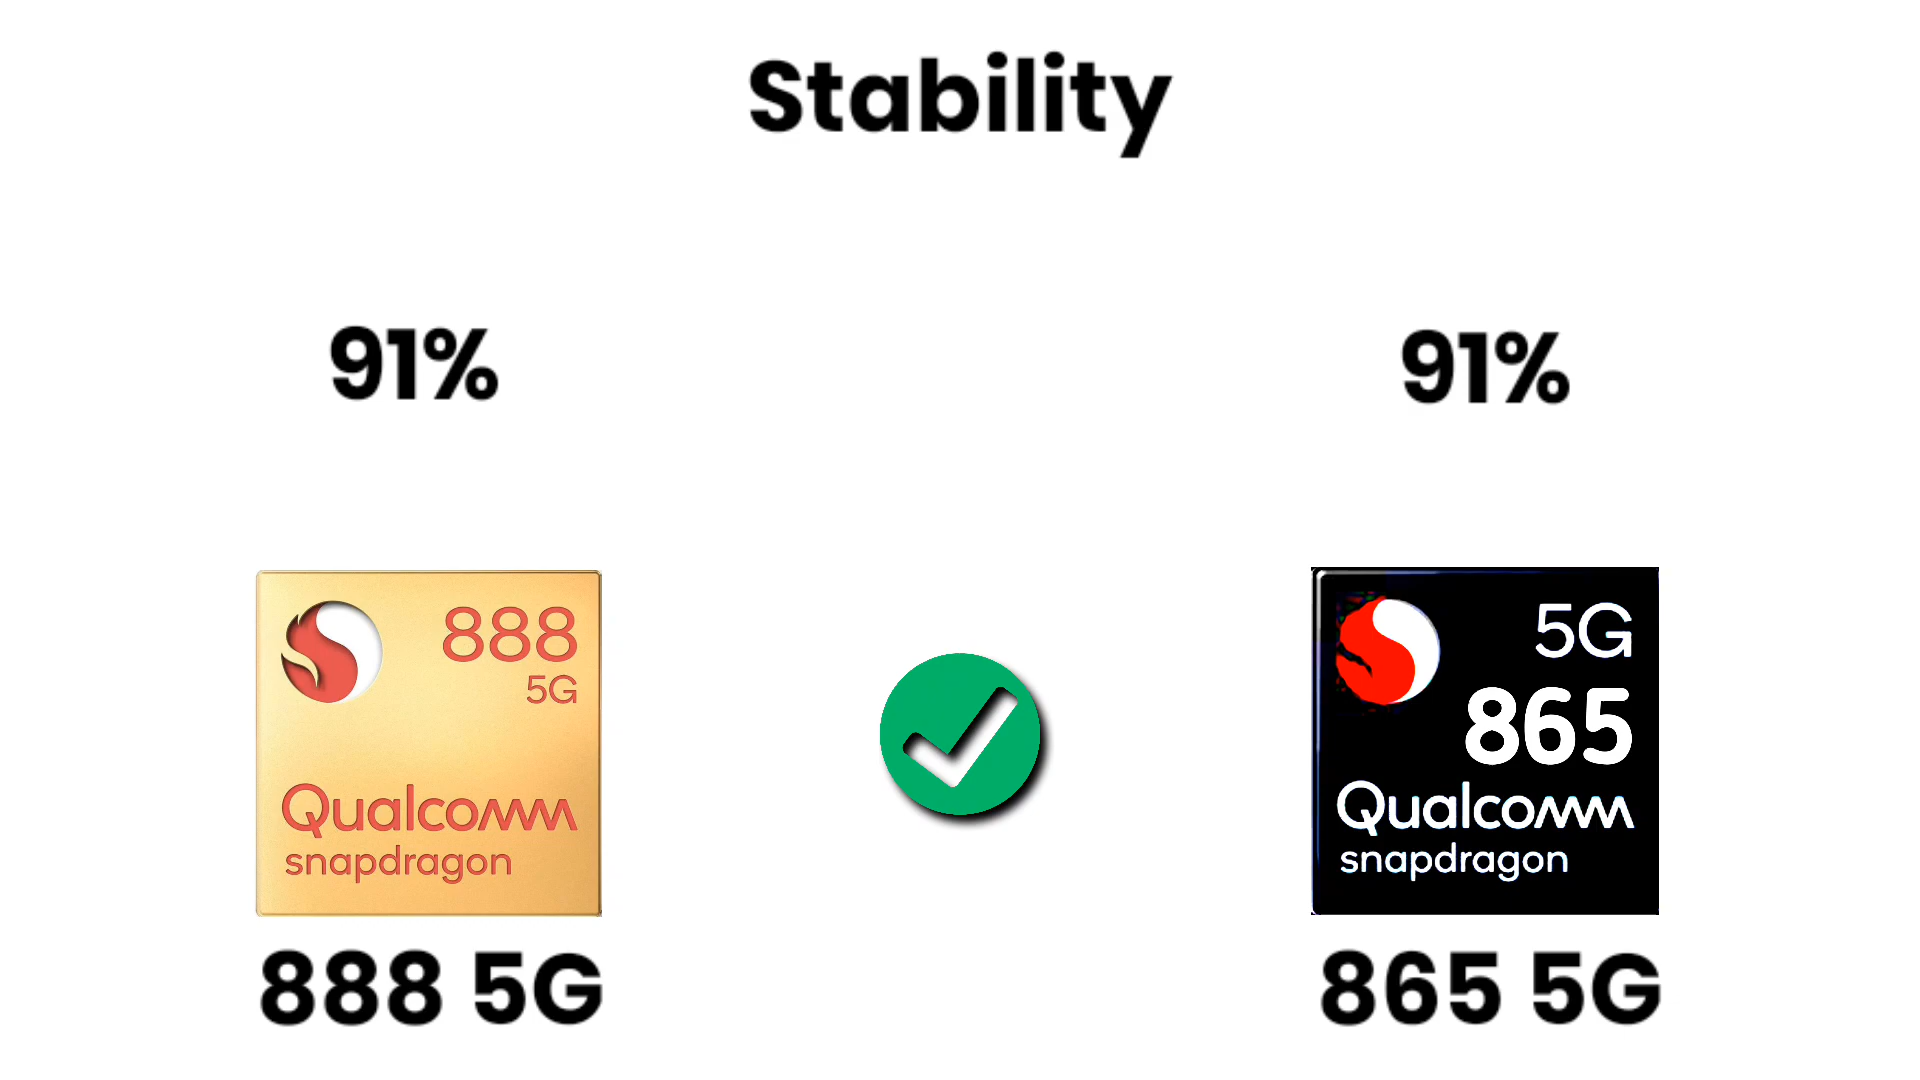 Stability
91%
91%
888
5G
Qualcomm
snapdragon
5G
865
Qualcomm
snapdragon
888 5G
865 5G